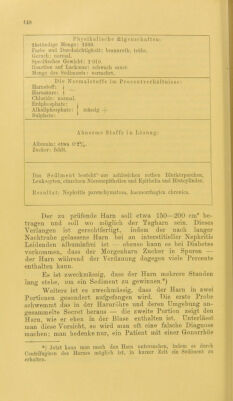 148
Physikalische Eigenschaften:
24stündige Menge: 1980.
Farbe und Durchsichtigkeit: braunroth, trübe.
Geruch: normal.
Specifisches Gewicht: 1·010.
Reaction auf Lackmus: schwach sauer.
Menge des Sediments: vermehrt.
Die Normalstoffe im Procentverhältnisse:
Harnstoff:
Harnsäure:
Chloride: normal.
Erdphosphate:
Alkaliphosphate: mässig +
Sulphate:
Abnorme Stoffe in Lösung:
Albumin: etwa 0·2%.
Zucker: fehlt.
Das Sediment besteht aus zahlreichen rothen Blutkörperchen,
Leukocyten, einzelnen Nierenepithelien und Epithelial und Blutcylinder.
Resultat: Nephritis parenchymatosa, haemorrhagica chronica.
Der zu prüfende Harn soll etwa 150—200 cm³ be-
tragen und soll wo möglich der Tagharn sein. Dieses
Verlangen ist gerechtfertigt, indem der nach langer
Nachtruhe gelassene Harn bei an interstitieller Nephritis
Leidenden albuminfrei ist — ebenso kann es bei Diabetes
vorkommen, dass der Morgenharn Zucker in Spuren —
der Harn während der Verdauung dagegen viele Percente
enthalten kann.
Es ist zweckmässig, dass der Harn mehrere Stunden
lang stehe, um ein Sediment zu gewinnen.*)
Weiters ist es zweckmässig, dass der Harn in zwei
Portionen gesondert aufgefangen wird. Die erste Probe
schwemmt das in der Harnröhre und deren Umgebung an-
gesammelte Secret heraus — die zweite Portion zeigt den
Harn, wie er eben in der Blase enthalten ist. Unterlässt
man diese Vorsicht, so wird man oft eine falsche Diagnose
machen; man bedenke nur, ein Patient mit einer Gonorrhöe
*) Jetzt kann man auch den Harn untersuchen, indem er durch
Centrifugiren des Harnes möglich ist, in kurzer Zeit ein Sediment zu
erhalten.